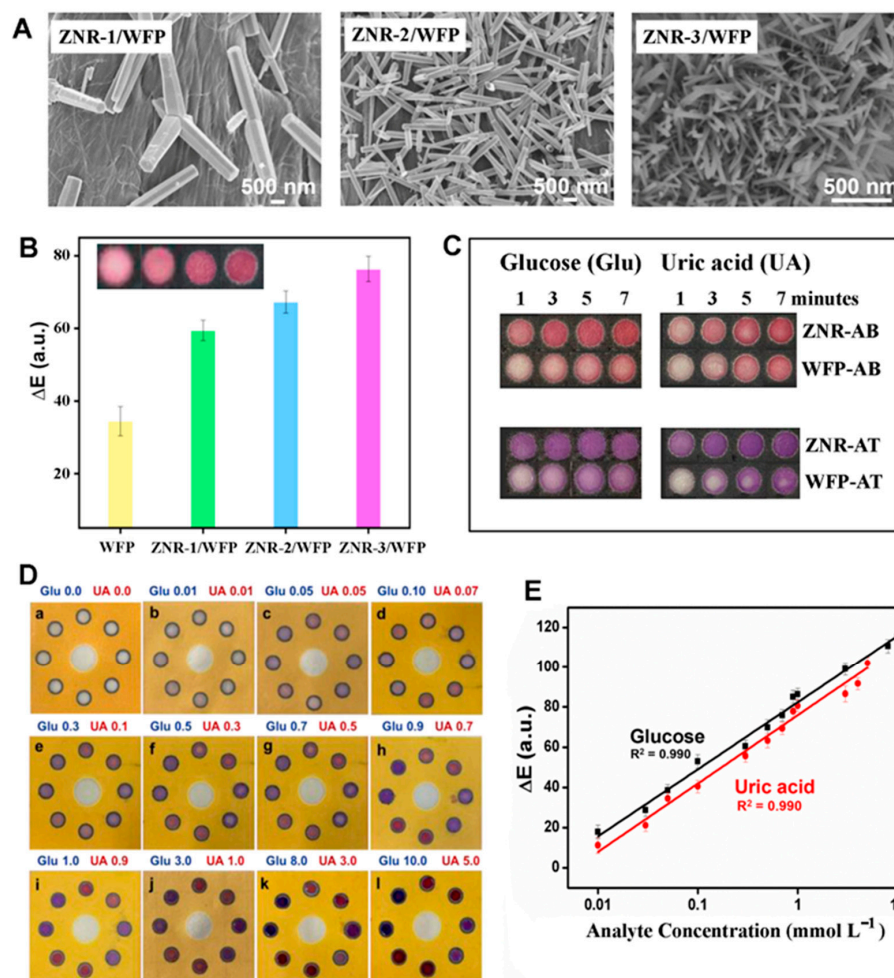 A
ZNR-1/WFP
ZNR-2/WFP
ZNR-3/WFP
500 nm
500 nm
500 nm
B
80
60
40
20
ΔE (a.u.)
WFP
ZNR-1/WFP
ZNR-2/WFP
ZNR-3/WFP
C
Glucose (Glu)
Uric acid (UA)
1 3 5 7
1 3 5 7 minutes
ZNR-AB
WFP-AB
ZNR-AT
WFP-AT
D
Glu 0.0 UA 0.0
Glu 0.01 UA 0.01
Glu 0.05 UA 0.05
Glu 0.10 UA 0.07
a
b
c
d
Glu 0.3 UA 0.1
Glu 0.5 UA 0.3
Glu 0.7 UA 0.5
Glu 0.9 UA 0.7
e
f
g
h
Glu 1.0 UA 0.9
Glu 3.0 UA 1.0
Glu 8.0 UA 3.0
Glu 10.0 UA 5.0
i
j
k
l
E
120
100
80
60
40
20
0
ΔE (a.u.)
Glucose
R² = 0.990
Uric acid
R² = 0.990
0.01
0.1
1
Analyte Concentration (mmol L⁻¹)